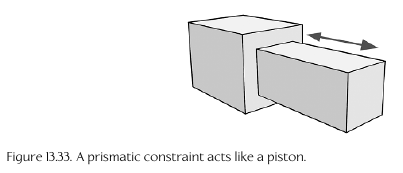 Figure 13.33. A prismatic constraint acts like a piston.